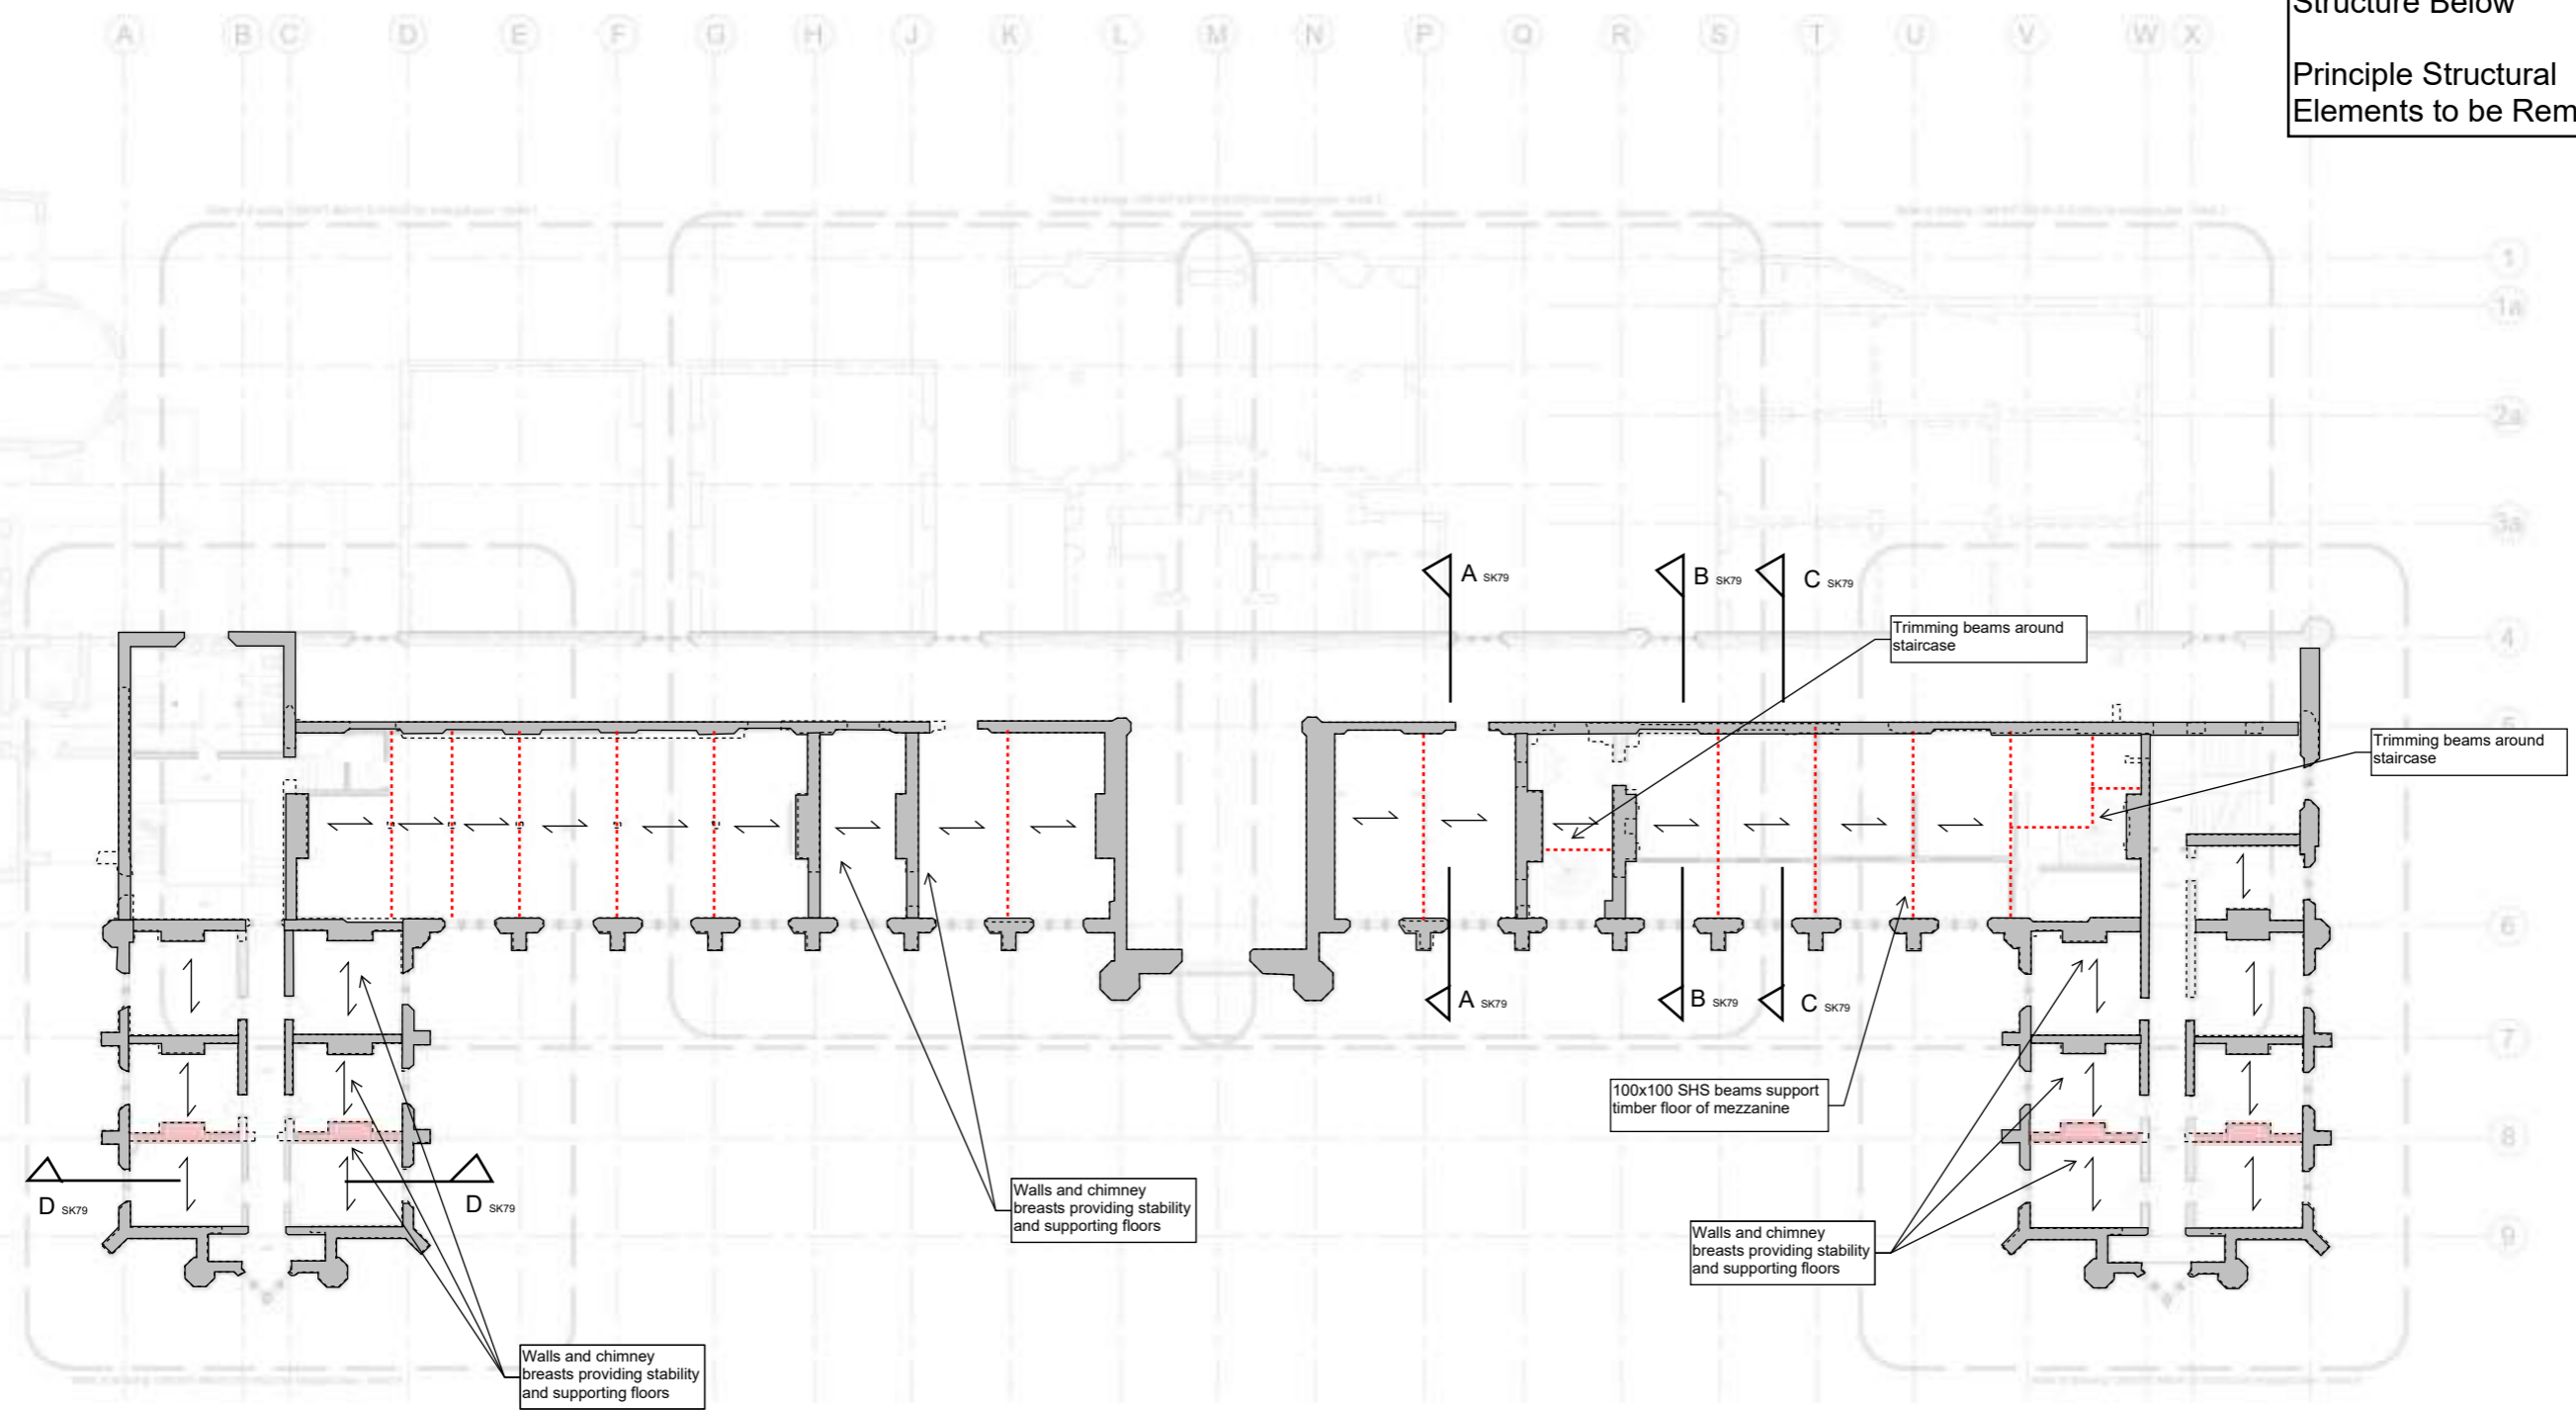 Structure Below
Principle Structural
Elements to be Rem
A B C D E F G H J K L M N P Q R S T U V W X
1
1a
2a
3a
A SK79
B SK79
C SK79
Trimming beams around
staircase
4
5
Trimming beams around
staircase
6
A SK79
B SK79
C SK79
7
100x100 SHS beams support
timber floor of mezzanine
8
D SK79
D SK79
Walls and chimney
breasts providing stability
and supporting floors
Walls and chimney
breasts providing stability
and supporting floors
9
Walls and chimney
breasts providing stability
and supporting floors